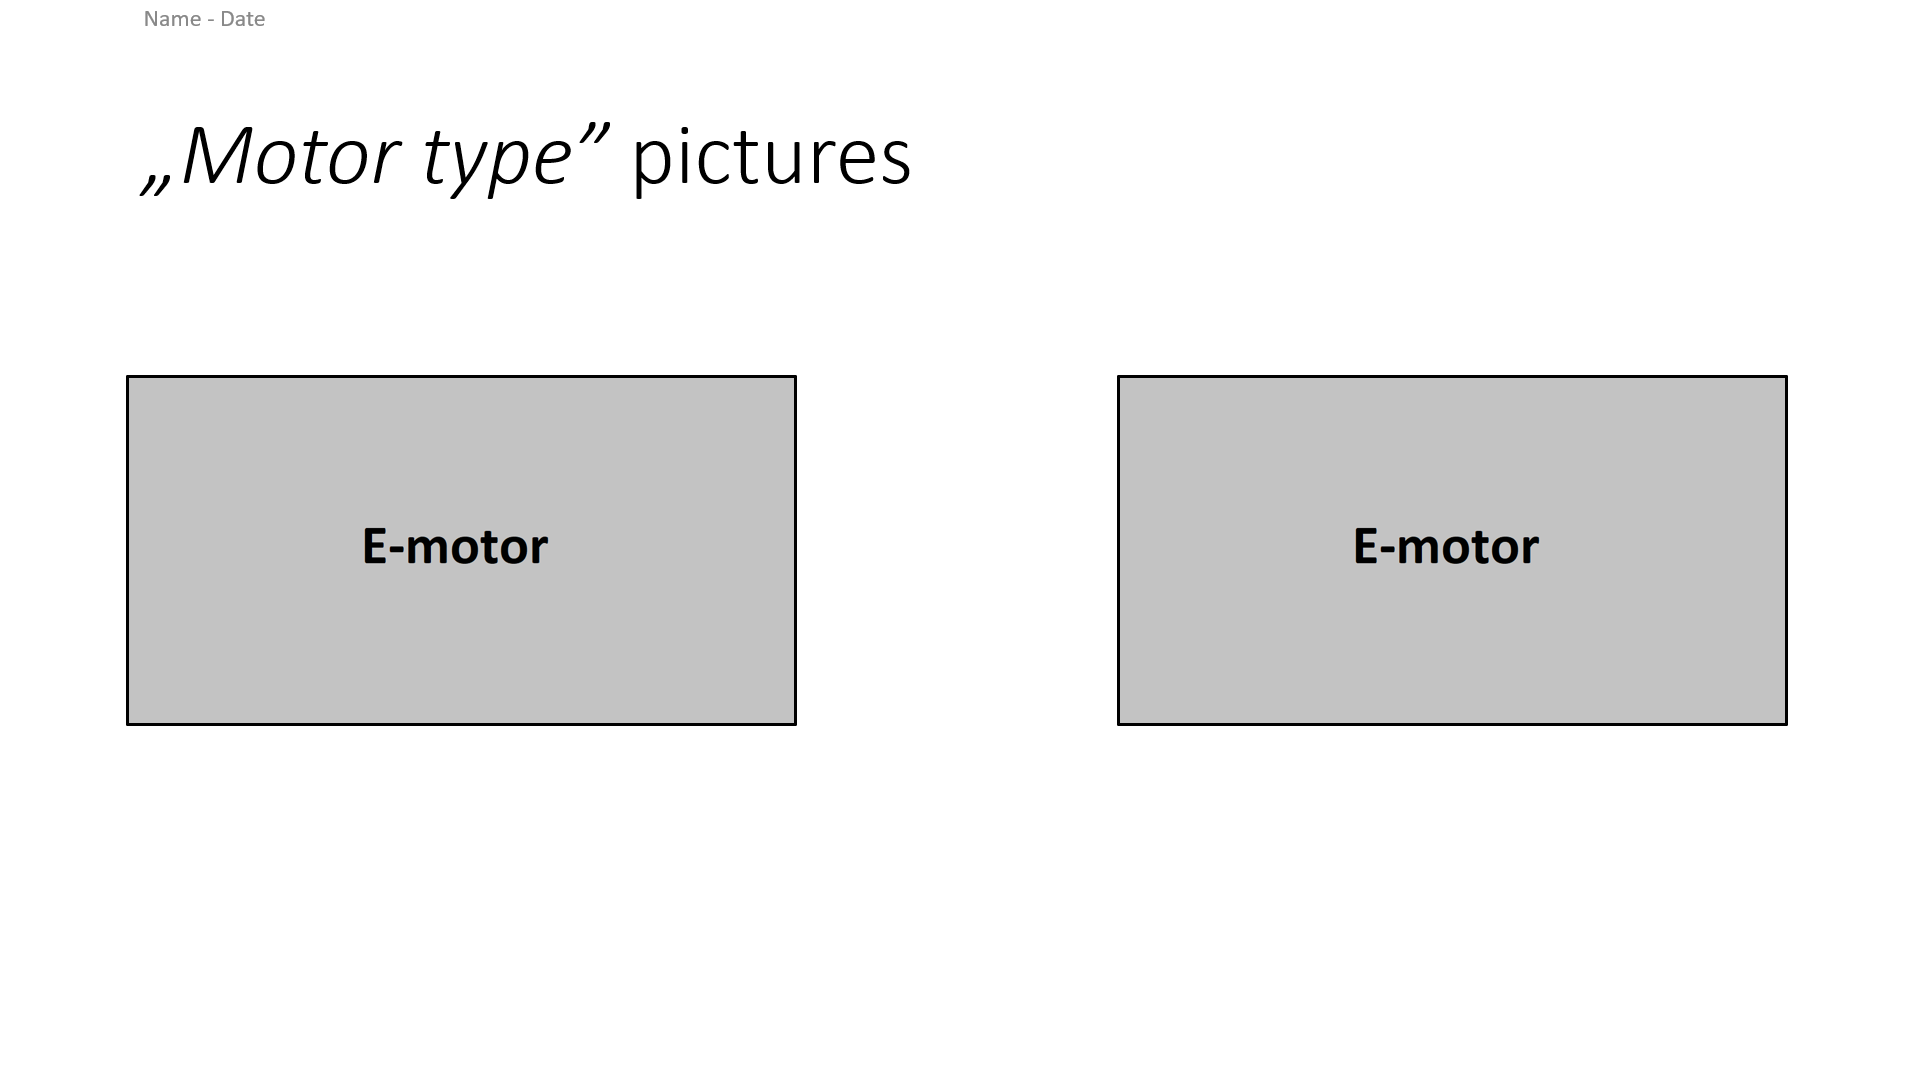 Name - Date
„Motor type” pictures
E-motor
E-motor